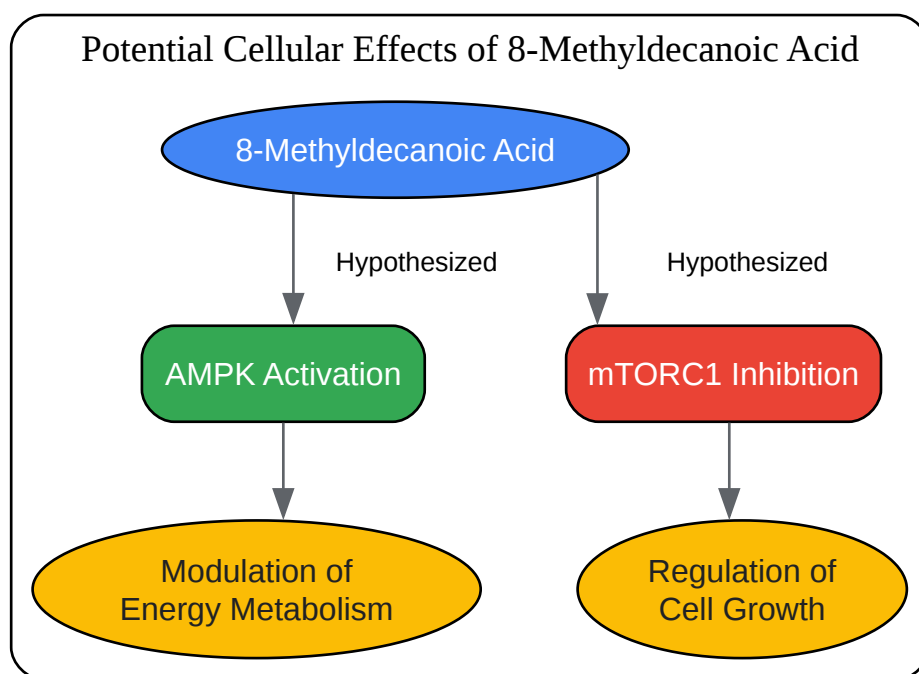 Potential Cellular Effects of 8-Methyldecanoic Acid
8-Methyldecanoic Acid
Hypothesized
Hypothesized
AMPK Activation
mTORC1 Inhibition
Modulation of
Energy Metabolism
Regulation of
Cell Growth